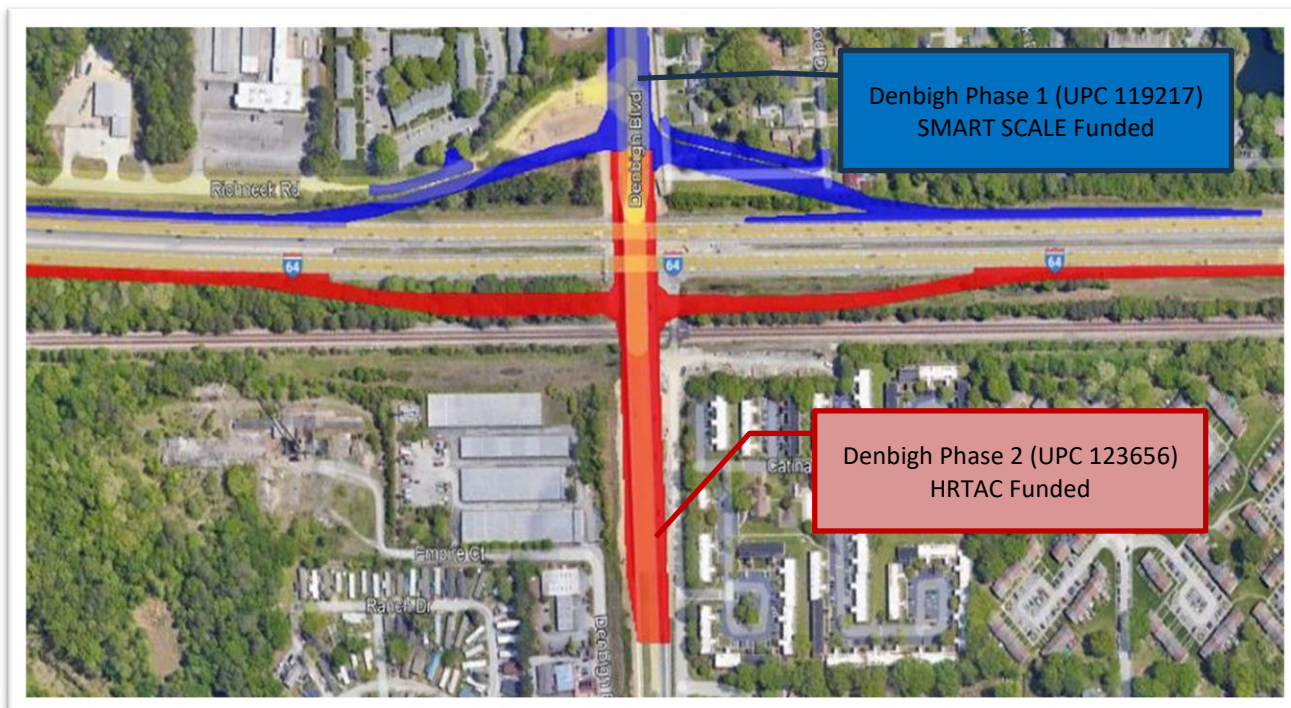 Denbigh Phase 1 (UPC 119217)
SMART SCALE Funded
Denbigh Blvd
Richneck Rd
64
64
64
Denbigh Phase 2 (UPC 123656)
HRTAC Funded
Catina
Empire Ct
Ranch Dr